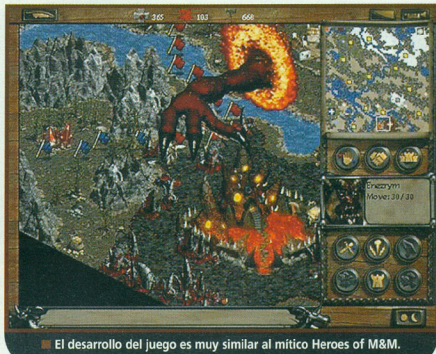 365 183 668
Enezrym
Move: 30/30
El desarrollo del juego es muy similar al mítico Heroes of M&M.